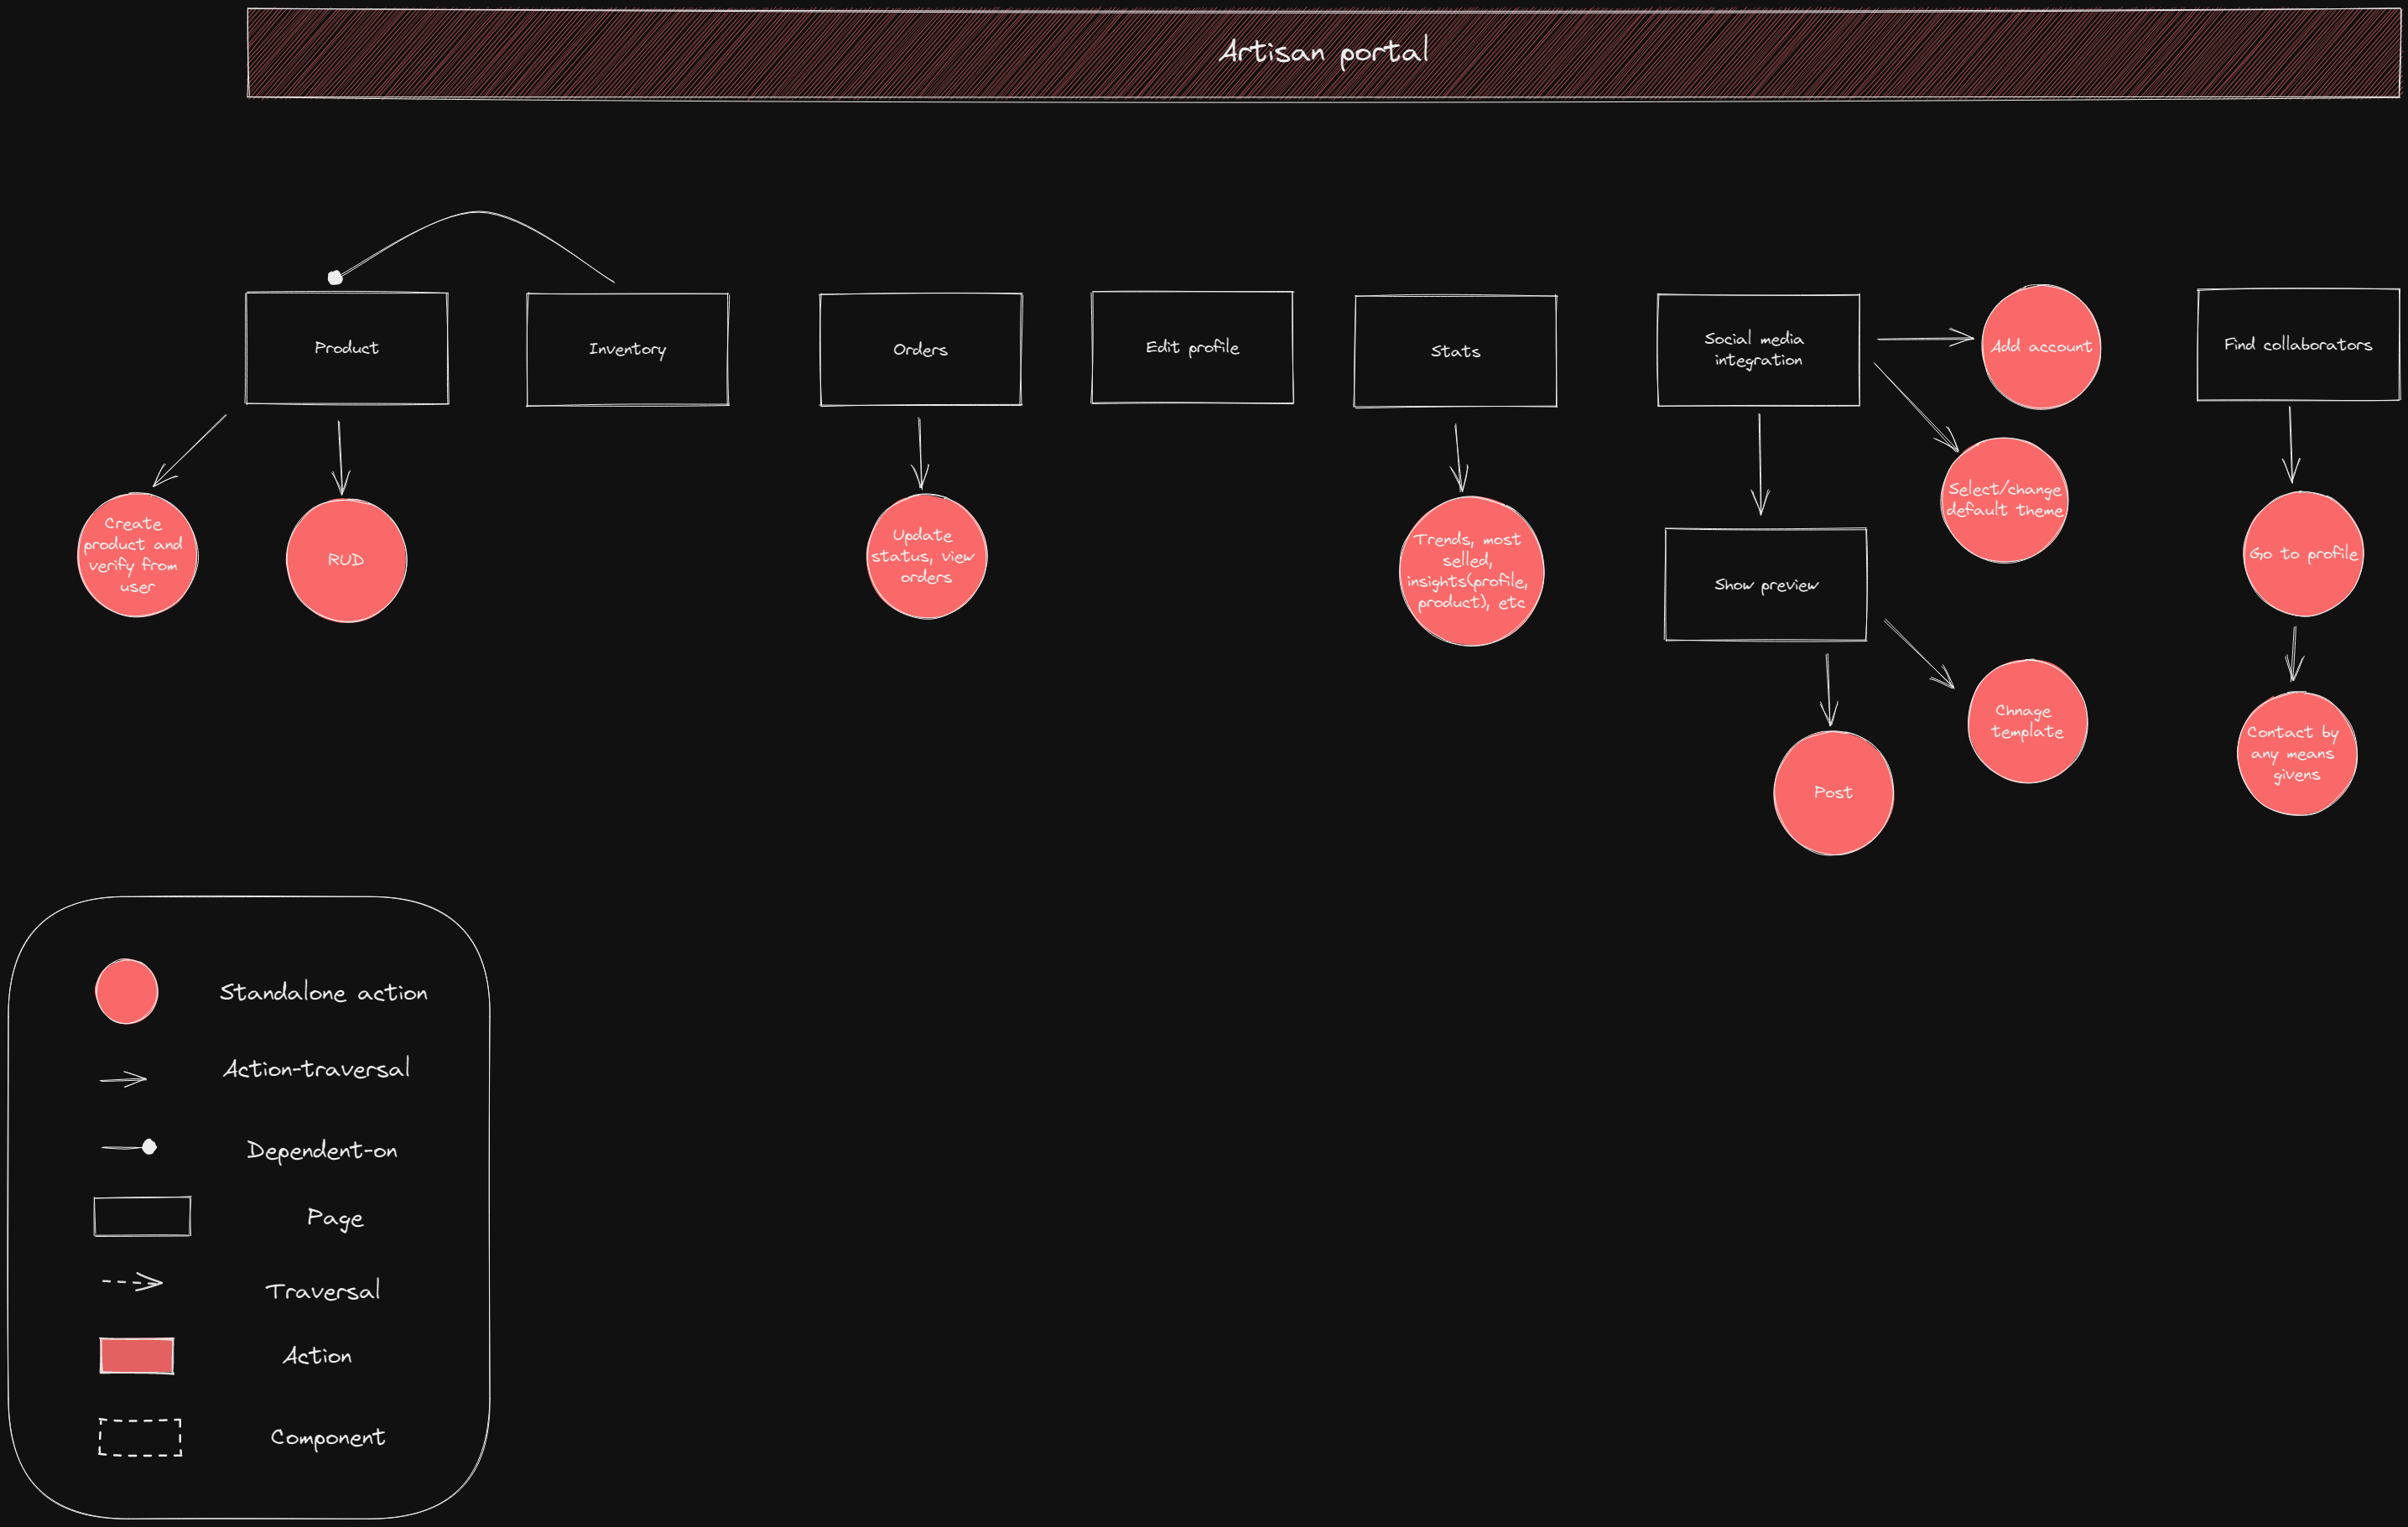 Artisan portal
Product
Inventory
Orders
Edit profile
Stats
Social media
integration
Add account
Find collaborators
Select/change
default theme
Create
product and
verify from
user
RUD
Update
status, view
orders
Trends, most
selled,
insights(profile,
product), etc
Show preview
Go to profile
Chnage
template
Post
Contact by
any means
givens
Standalone action
Action-traversal
Dependent-on
Page
Traversal
Action
Component